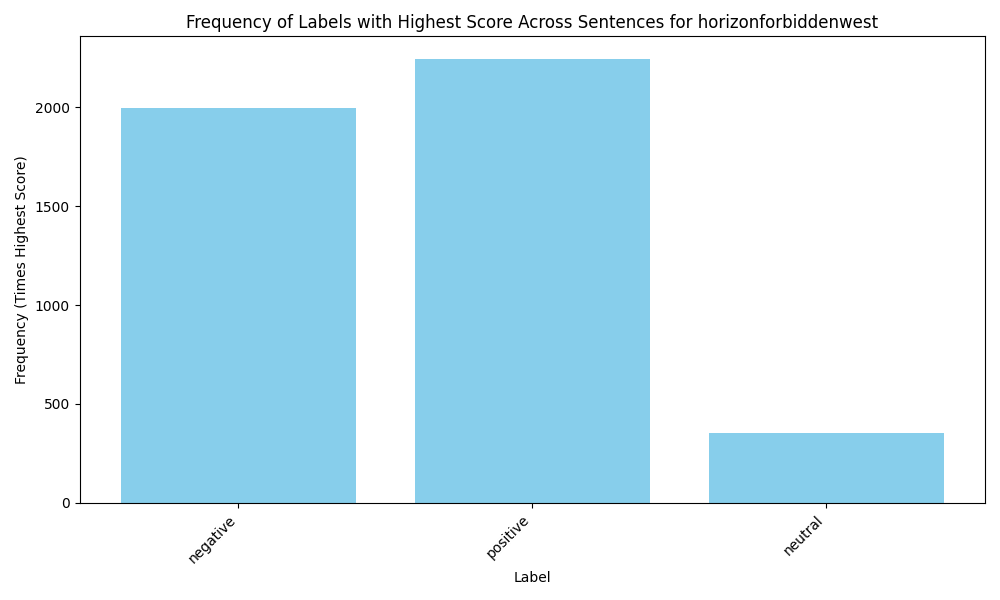 Frequency of Labels with Highest Score Across Sentences for horizonforbiddenwest
Frequency (Times Highest Score)
2000
1500
1000
500
0
negative
positive
neutral
Label